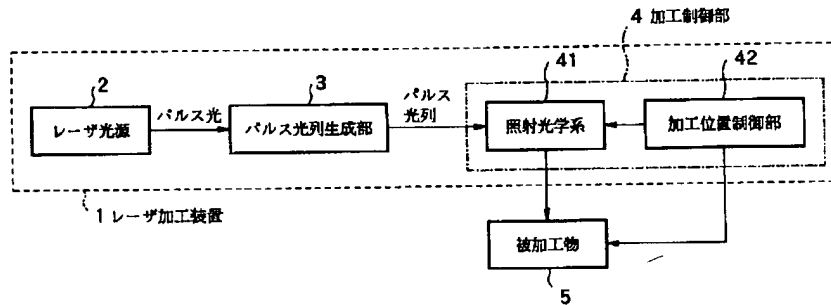 4 加工制御部
2
3
41
42
レーザ光源
パルス光
パルス光列生成部
パルス
光列
照射光学系
加工位置制御部
1 レーザ加工装置
被加工物
5